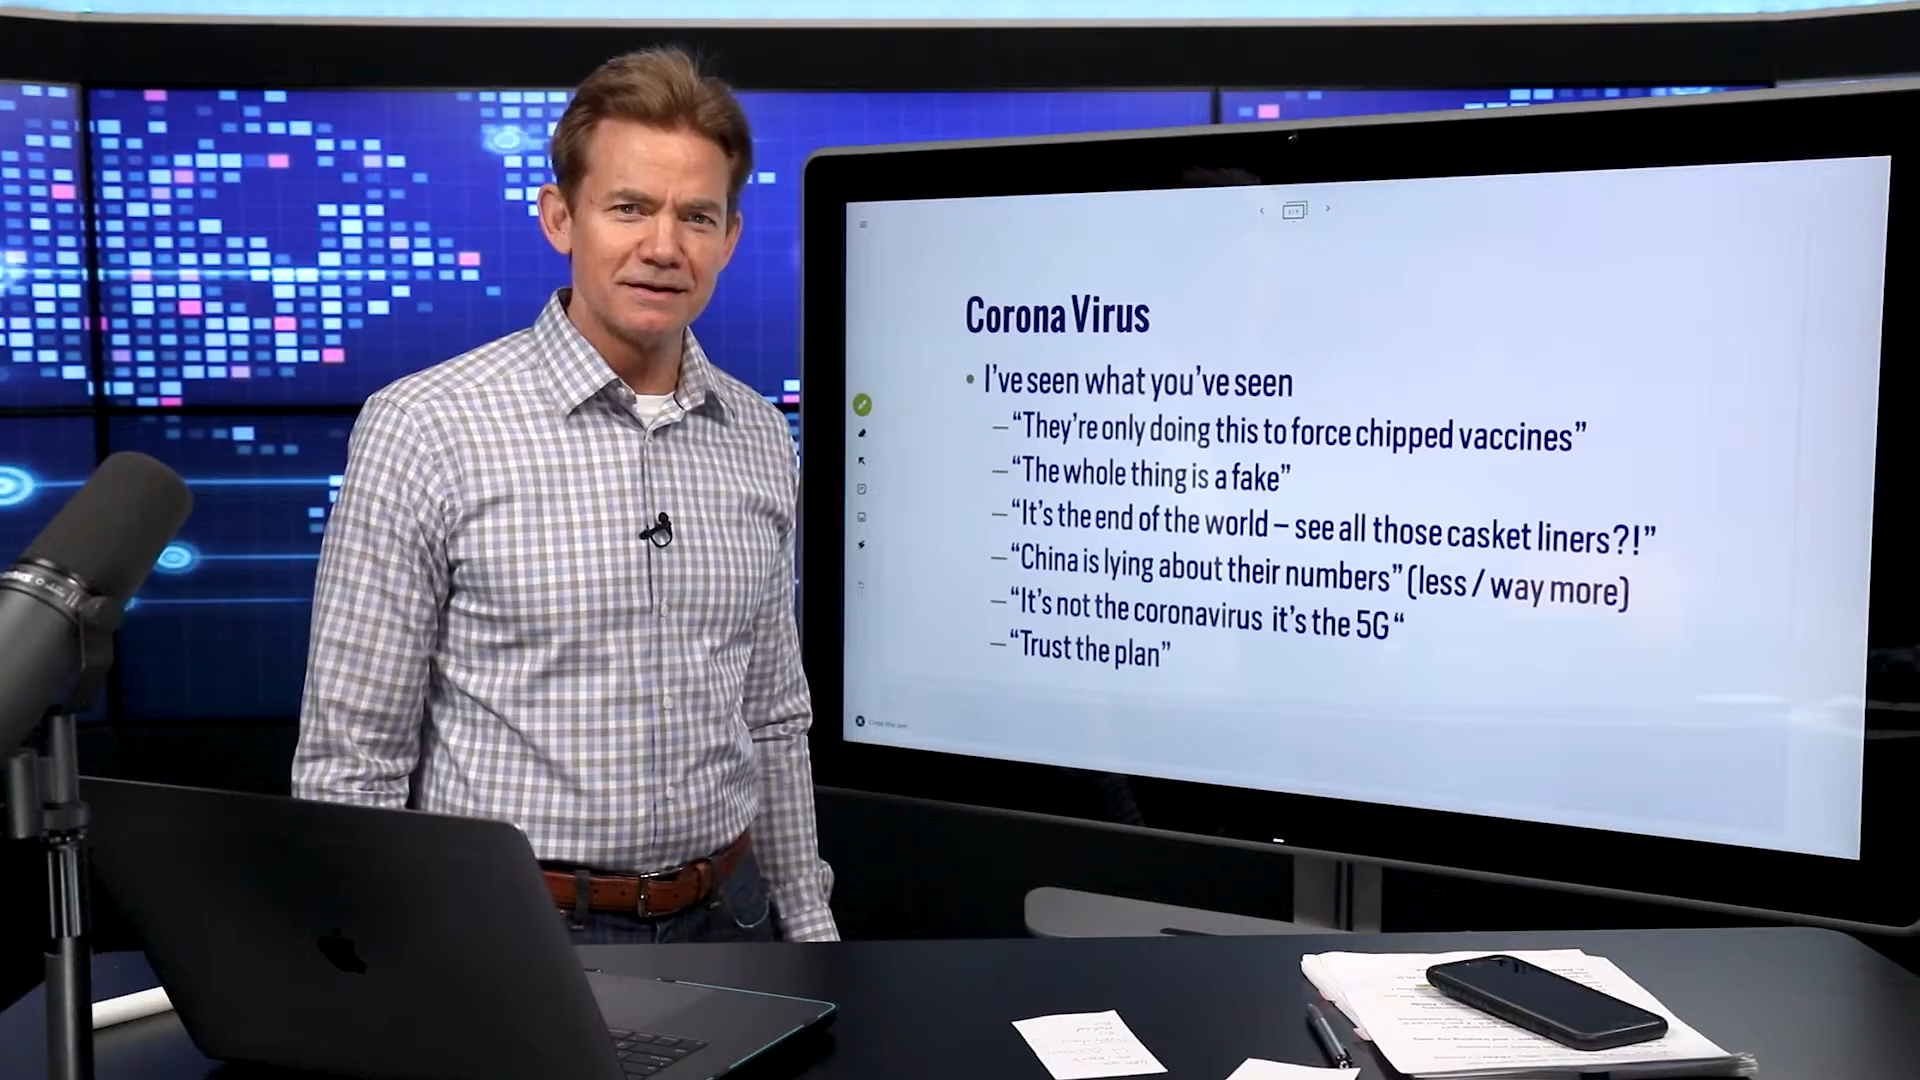 Corona Virus
• I've seen what you've seen
– “They're only doing this to force chipped vaccines”
– “The whole thing is a fake”
– “It's the end of the world – see all those casket liners?!”
– “China is lying about their numbers” (less / way more)
– “It's not the coronavirus it's the 5G“
– “Trust the plan”